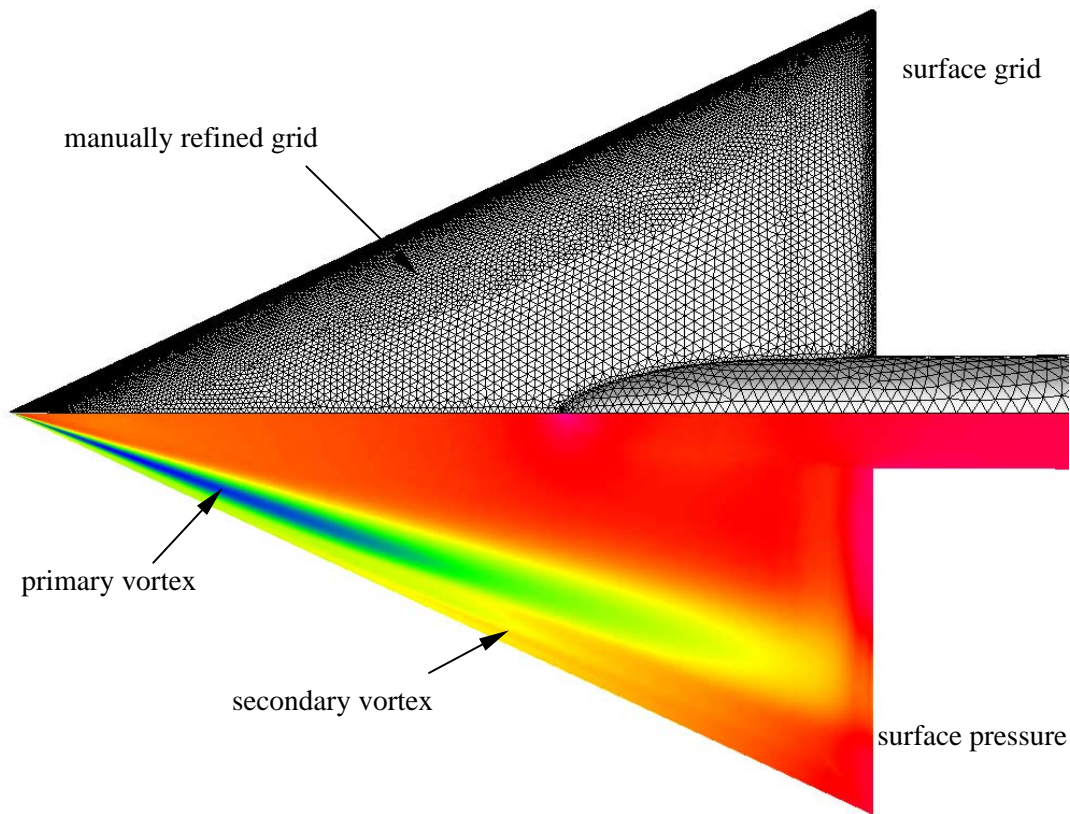 surface grid
manually refined grid
primary vortex
secondary vortex
surface pressure